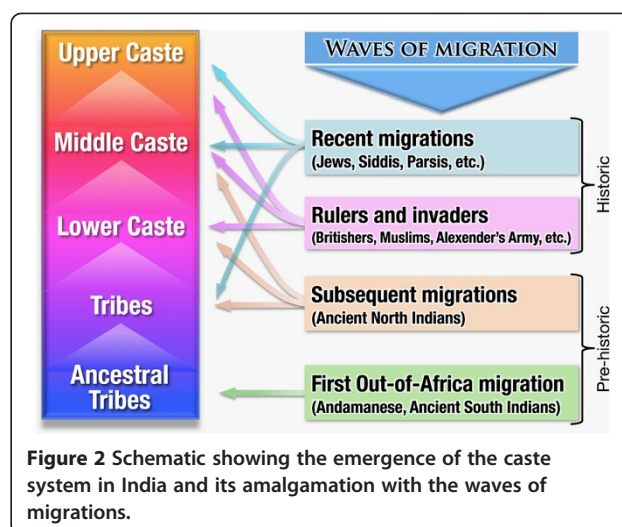 Upper Caste
Middle Caste
Lower Caste
Tribes
Ancestral
Tribes
WAVES OF MIGRATION
Recent migrations
(Jews, Siddis, Parsis, etc.)
Rulers and invaders
(Britishers, Muslims, Alexender's Army, etc.)
Subsequent migrations
(Ancient North Indians)
First Out-of-Africa migration
(Andamanese, Ancient South Indians)
Historic
Pre-historic
Figure 2 Schematic showing the emergence of the caste
system in India and its amalgamation with the waves of
migrations.